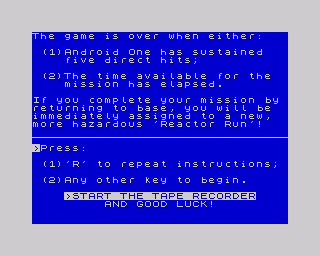 The game is over when either:
(1)Android One has sustained
five direct hits;
(2)The time available for the
mission has elapsed.
If you complete your mission by
returning to base, you will be
immediately assigned to a new,
more hazardous 'Reactor Run'!
>Press:
(1)'R' to repeat instructions;
(2)Any other key to begin.
>START THE TAPE RECORDER
AND GOOD LUCK!